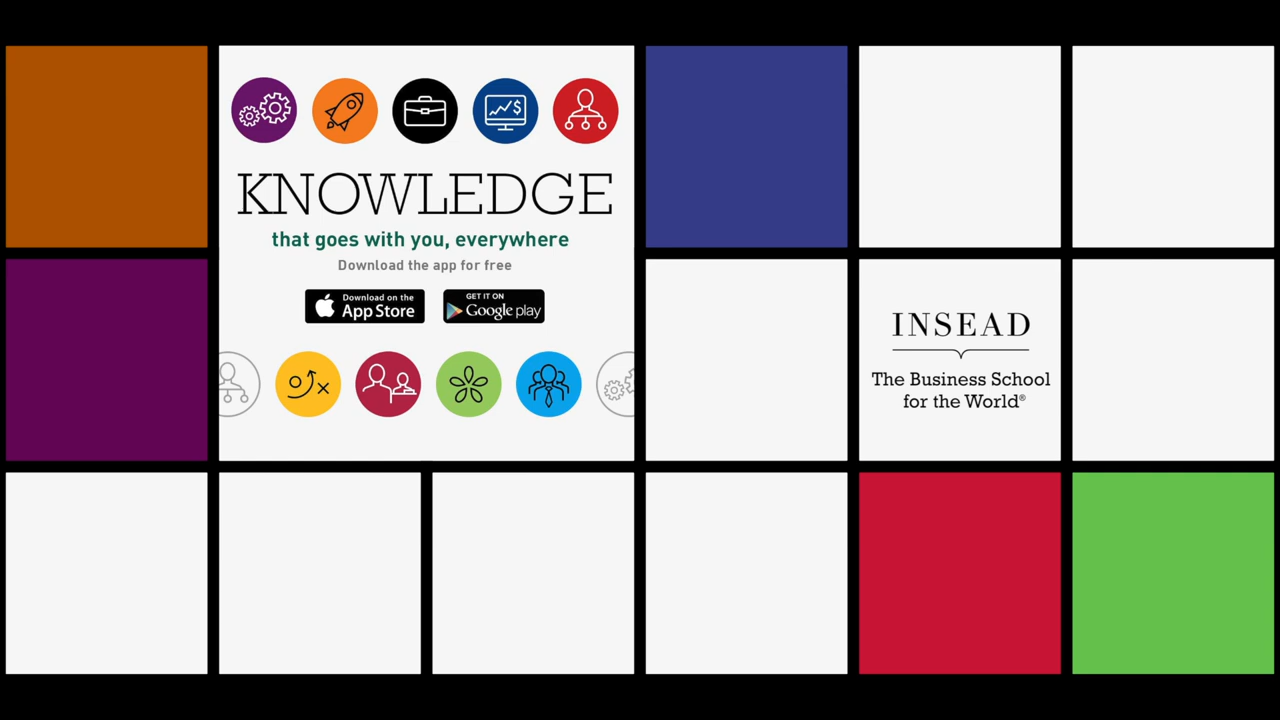 KNOWLEDGE
that goes with you, everywhere
Download the app for free
Download on the
App Store
GET IT ON
Google play
INSEAD
The Business School
for the World®